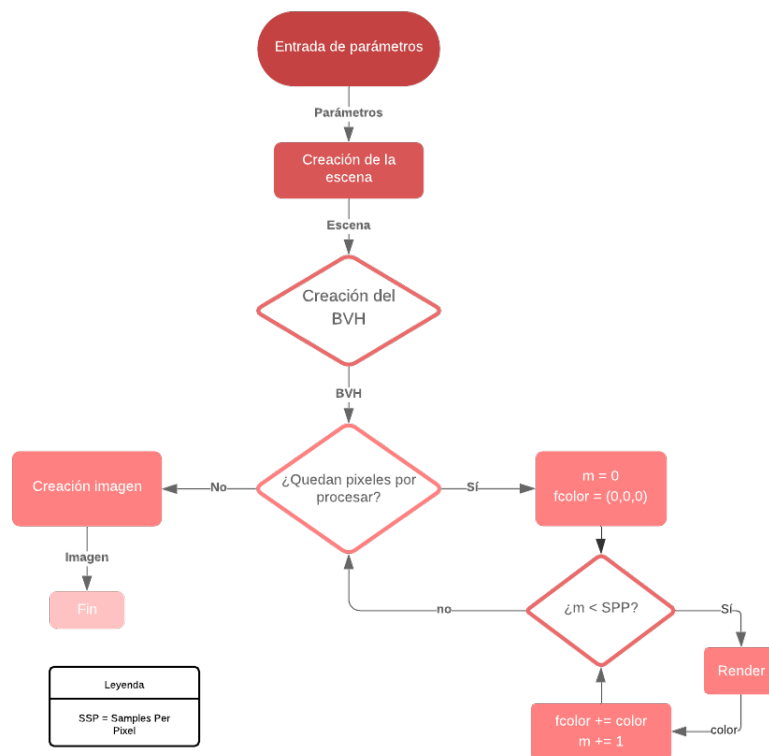 Entrada de parámetros
Parámetros
Creación de la
escena
Escena
Creación del
BVH
BVH
¿Quedan pixeles por
procesar?
No
Creación imagen
Imagen
Fin
Sí
m = 0
fcolor = (0,0,0)
¿m < SPP?
no
Sí
Render
color
fcolor += color
m += 1
Leyenda
SSP = Samples Per
Pixel